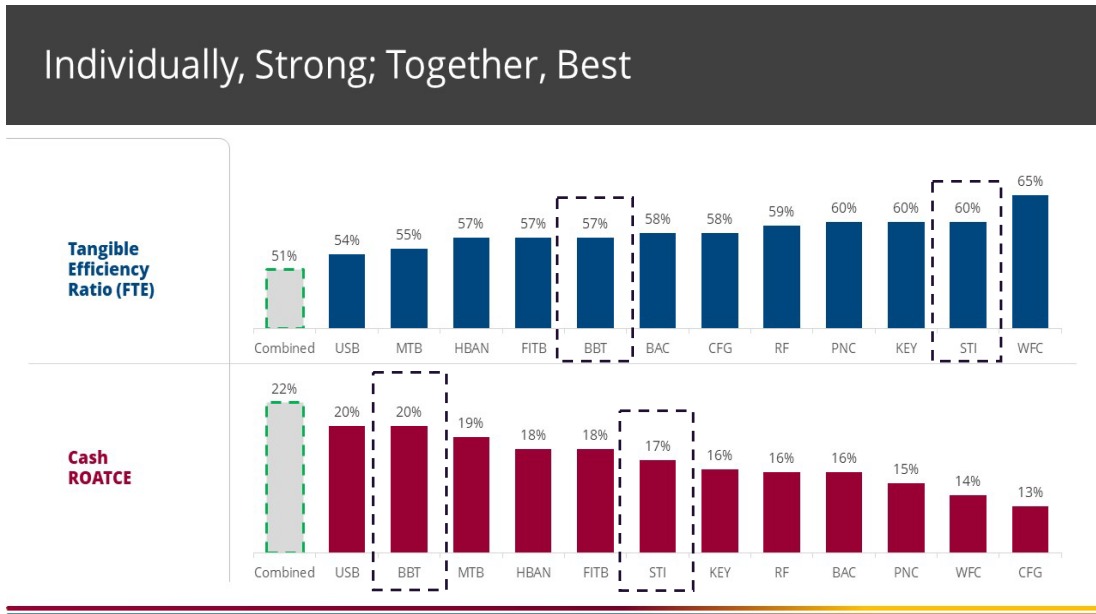 Individually, Strong; Together, Best
Tangible
Efficiency
Ratio (FTE)
51% 54% 55% 57% 57% 57% 58% 58% 59% 60% 60% 60% 65%
Combined USB MTB HBAN FITB BBT BAC CFG RF PNC KEY STI WFC
Cash
ROATCE
22% 20% 20% 19% 18% 18% 17% 16% 16% 16% 15% 14% 13%
Combined USB BBT MTB HBAN FITB STI KEY RF BAC PNC WFC CFG